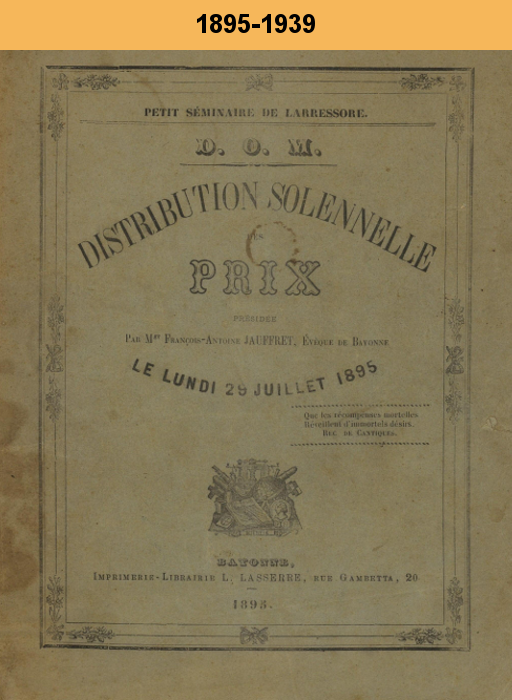 1895-1939
PETIT SÉMINAIRE DE LARRESSORE.
D. O. M.
DISTRIBUTION SOLENNELLE
DES
PRIX
PRÉSIDÉE
PAR Mgr FRANÇOIS-ANTOINE JAUFFRET, ÉVÊQUE DE BAYONNE
LE LUNDI 29 JUILLET 1895
Que les récompenses mortelles
Réveillent d'immortels désirs.
REC. DE CANTIQUES.
BAYONNE,
IMPRIMERIE-LIBRAIRIE L. LASSERRE, RUE GAMBETTA, 20
1895.